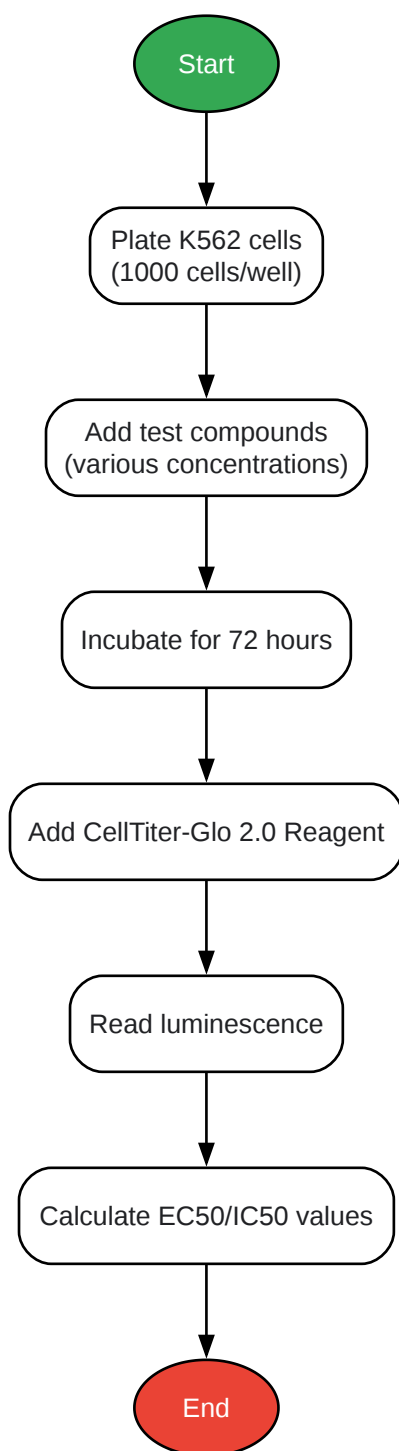 Start
Plate K562 cells
(1000 cells/well)
Add test compounds
(various concentrations)
Incubate for 72 hours
Add CellTiter-Glo 2.0 Reagent
Read luminescence
Calculate EC50/IC50 values
End